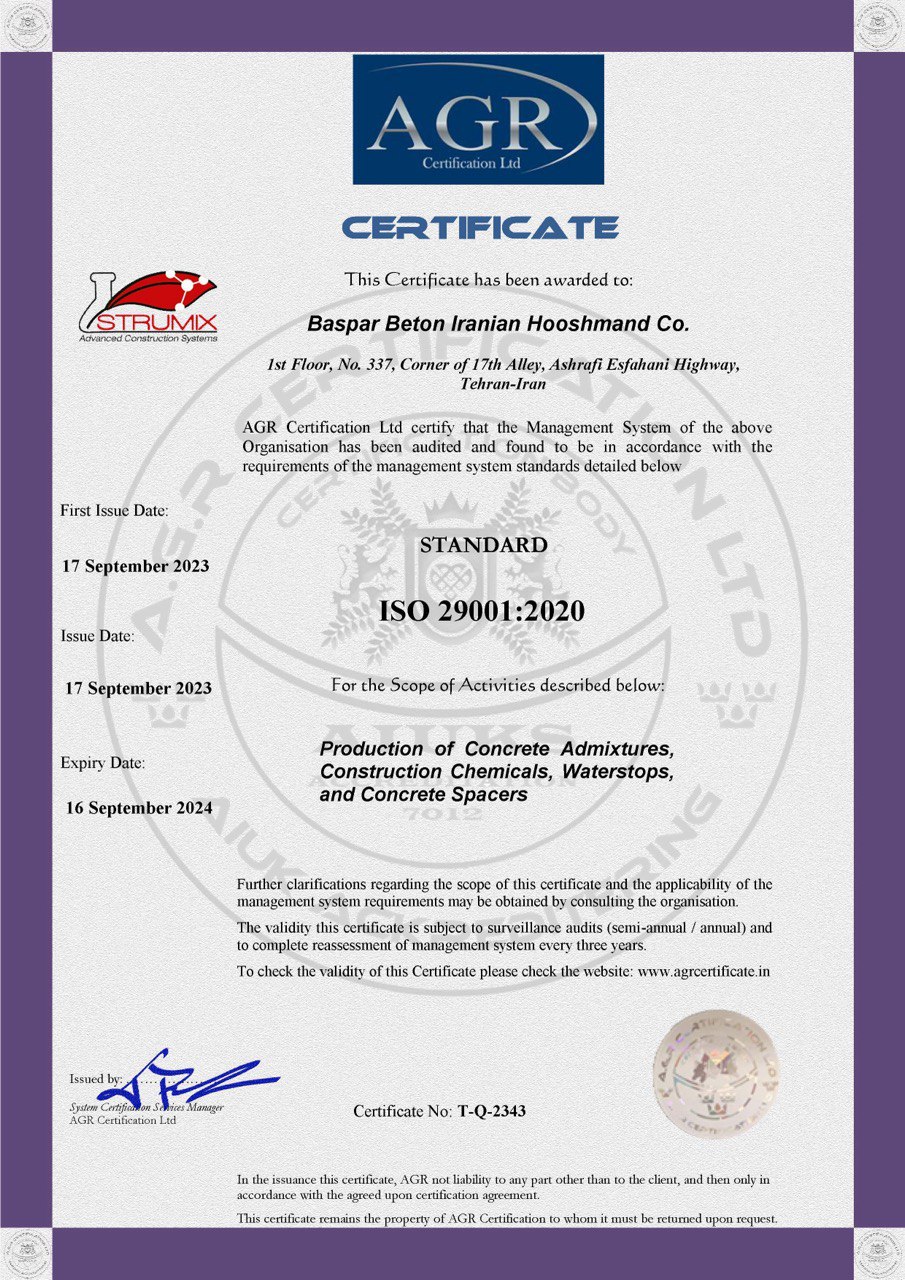 AGR
Certification Ltd
CERTIFICATE
This Certificate has been awarded to:
STRUMIX
Advanced Construction Systems
Baspar Beton Iranian Hooshmand Co.
1st Floor, No. 337, Corner of 17th Alley, Ashrafi Esfahani Highway,
Tehran-Iran
AGR Certification Ltd certify that the Management System of the above
Organisation has been audited and found to be in accordance with the
requirements of the management system standards detailed below
First Issue Date:
17 September 2023
Issue Date:
17 September 2023
Expiry Date:
16 September 2024
STANDARD
ISO 29001:2020
For the Scope of Activities described below:
Production of Concrete Admixtures,
Construction Chemicals, Waterstops,
and Concrete Spacers
A.G.R CERTIFICATION LTD
CERTIFICATION BODY
AIUKS
ACCREDITATION
7012
Further clarifications regarding the scope of this certificate and the applicability of the
management system requirements may be obtained by consulting the organisation.
The validity this certificate is subject to surveillance audits (semi-annual / annual) and
to complete reassessment of management system every three years.
To check the validity of this Certificate please check the website: www.agrcertificate.in
Issued by:
System Certification Services Manager
AGR Certification Ltd
Certificate No: T-Q-2343
In the issuance this certificate, AGR not liability to any part other than to the client, and then only in
accordance with the agreed upon certification agreement.
This certificate remains the property of AGR Certification to whom it must be returned upon request.